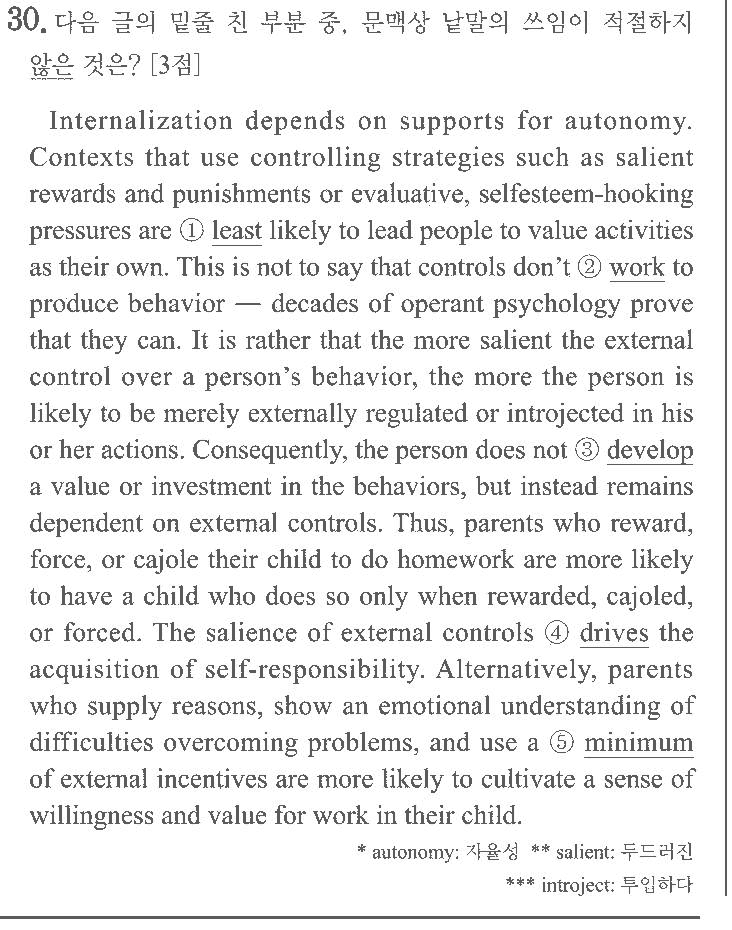 30. 다음 글의 밑줄 친 부분 중, 문맥상 낱말의 쓰임이 적절하지
않은 것은? [3점]
Internalization depends on supports for autonomy.
Contexts that use controlling strategies such as salient
rewards and punishments or evaluative, selfesteem-hooking
pressures are ① least likely to lead people to value activities
as their own. This is not to say that controls don't ② work to
produce behavior — decades of operant psychology prove
that they can. It is rather that the more salient the external
control over a person's behavior, the more the person is
likely to be merely externally regulated or introjected in his
or her actions. Consequently, the person does not ③ develop
a value or investment in the behaviors, but instead remains
dependent on external controls. Thus, parents who reward,
force, or cajole their child to do homework are more likely
to have a child who does so only when rewarded, cajoled,
or forced. The salience of external controls ④ drives the
acquisition of self-responsibility. Alternatively, parents
who supply reasons, show an emotional understanding of
difficulties overcoming problems, and use a ⑤ minimum
of external incentives are more likely to cultivate a sense of
willingness and value for work in their child.
* autonomy: 자율성 ** salient: 두드러진
*** introject: 투입하다